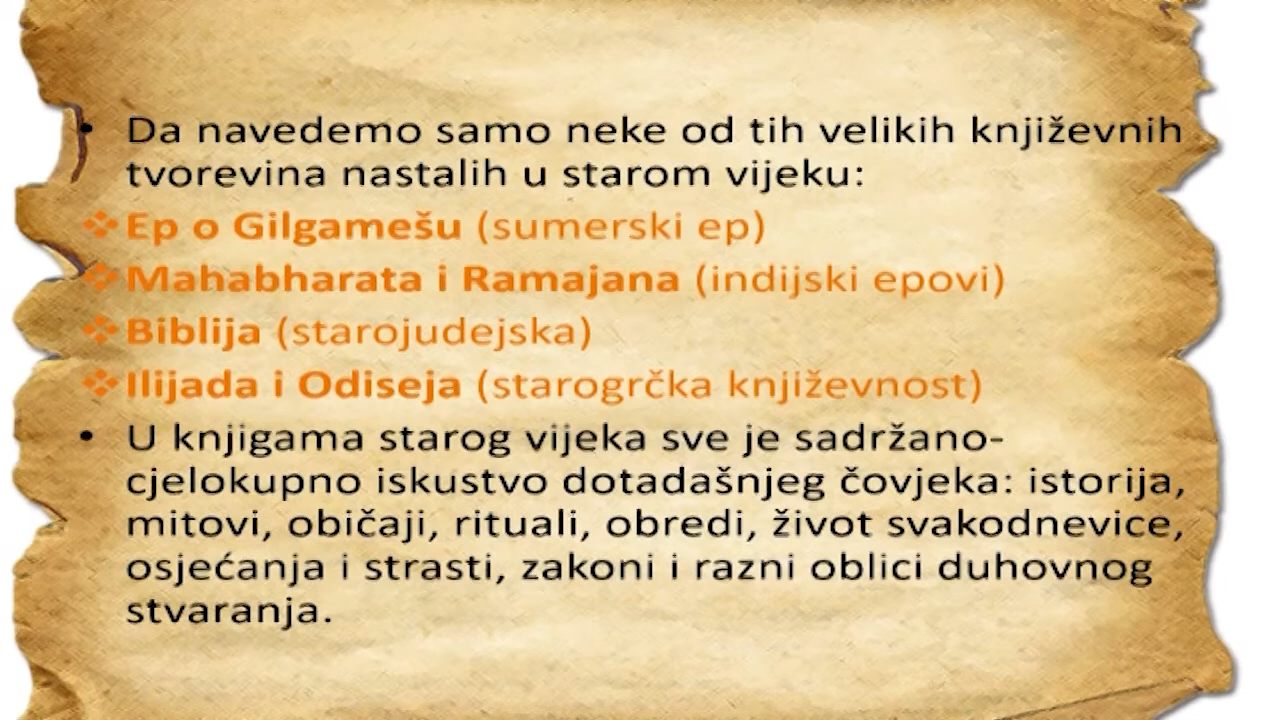 • Da navedemo samo neke od tih velikih književnih
tvorevina nastalih u starom vijeku:
❖ Ep o Gilgamešu (sumerski ep)
❖ Mahabharata i Ramajana (indijski epovi)
❖ Biblija (starojudejska)
❖ Ilijada i Odiseja (starogrčka književnost)
• U knjigama starog vijeka sve je sadržano-
cjelokupno iskustvo dotadašnjeg čovjeka: istorija,
mitovi, običaji, rituali, obredi, život svakodnevice,
osjećanja i strasti, zakoni i razni oblici duhovnog
stvaranja.